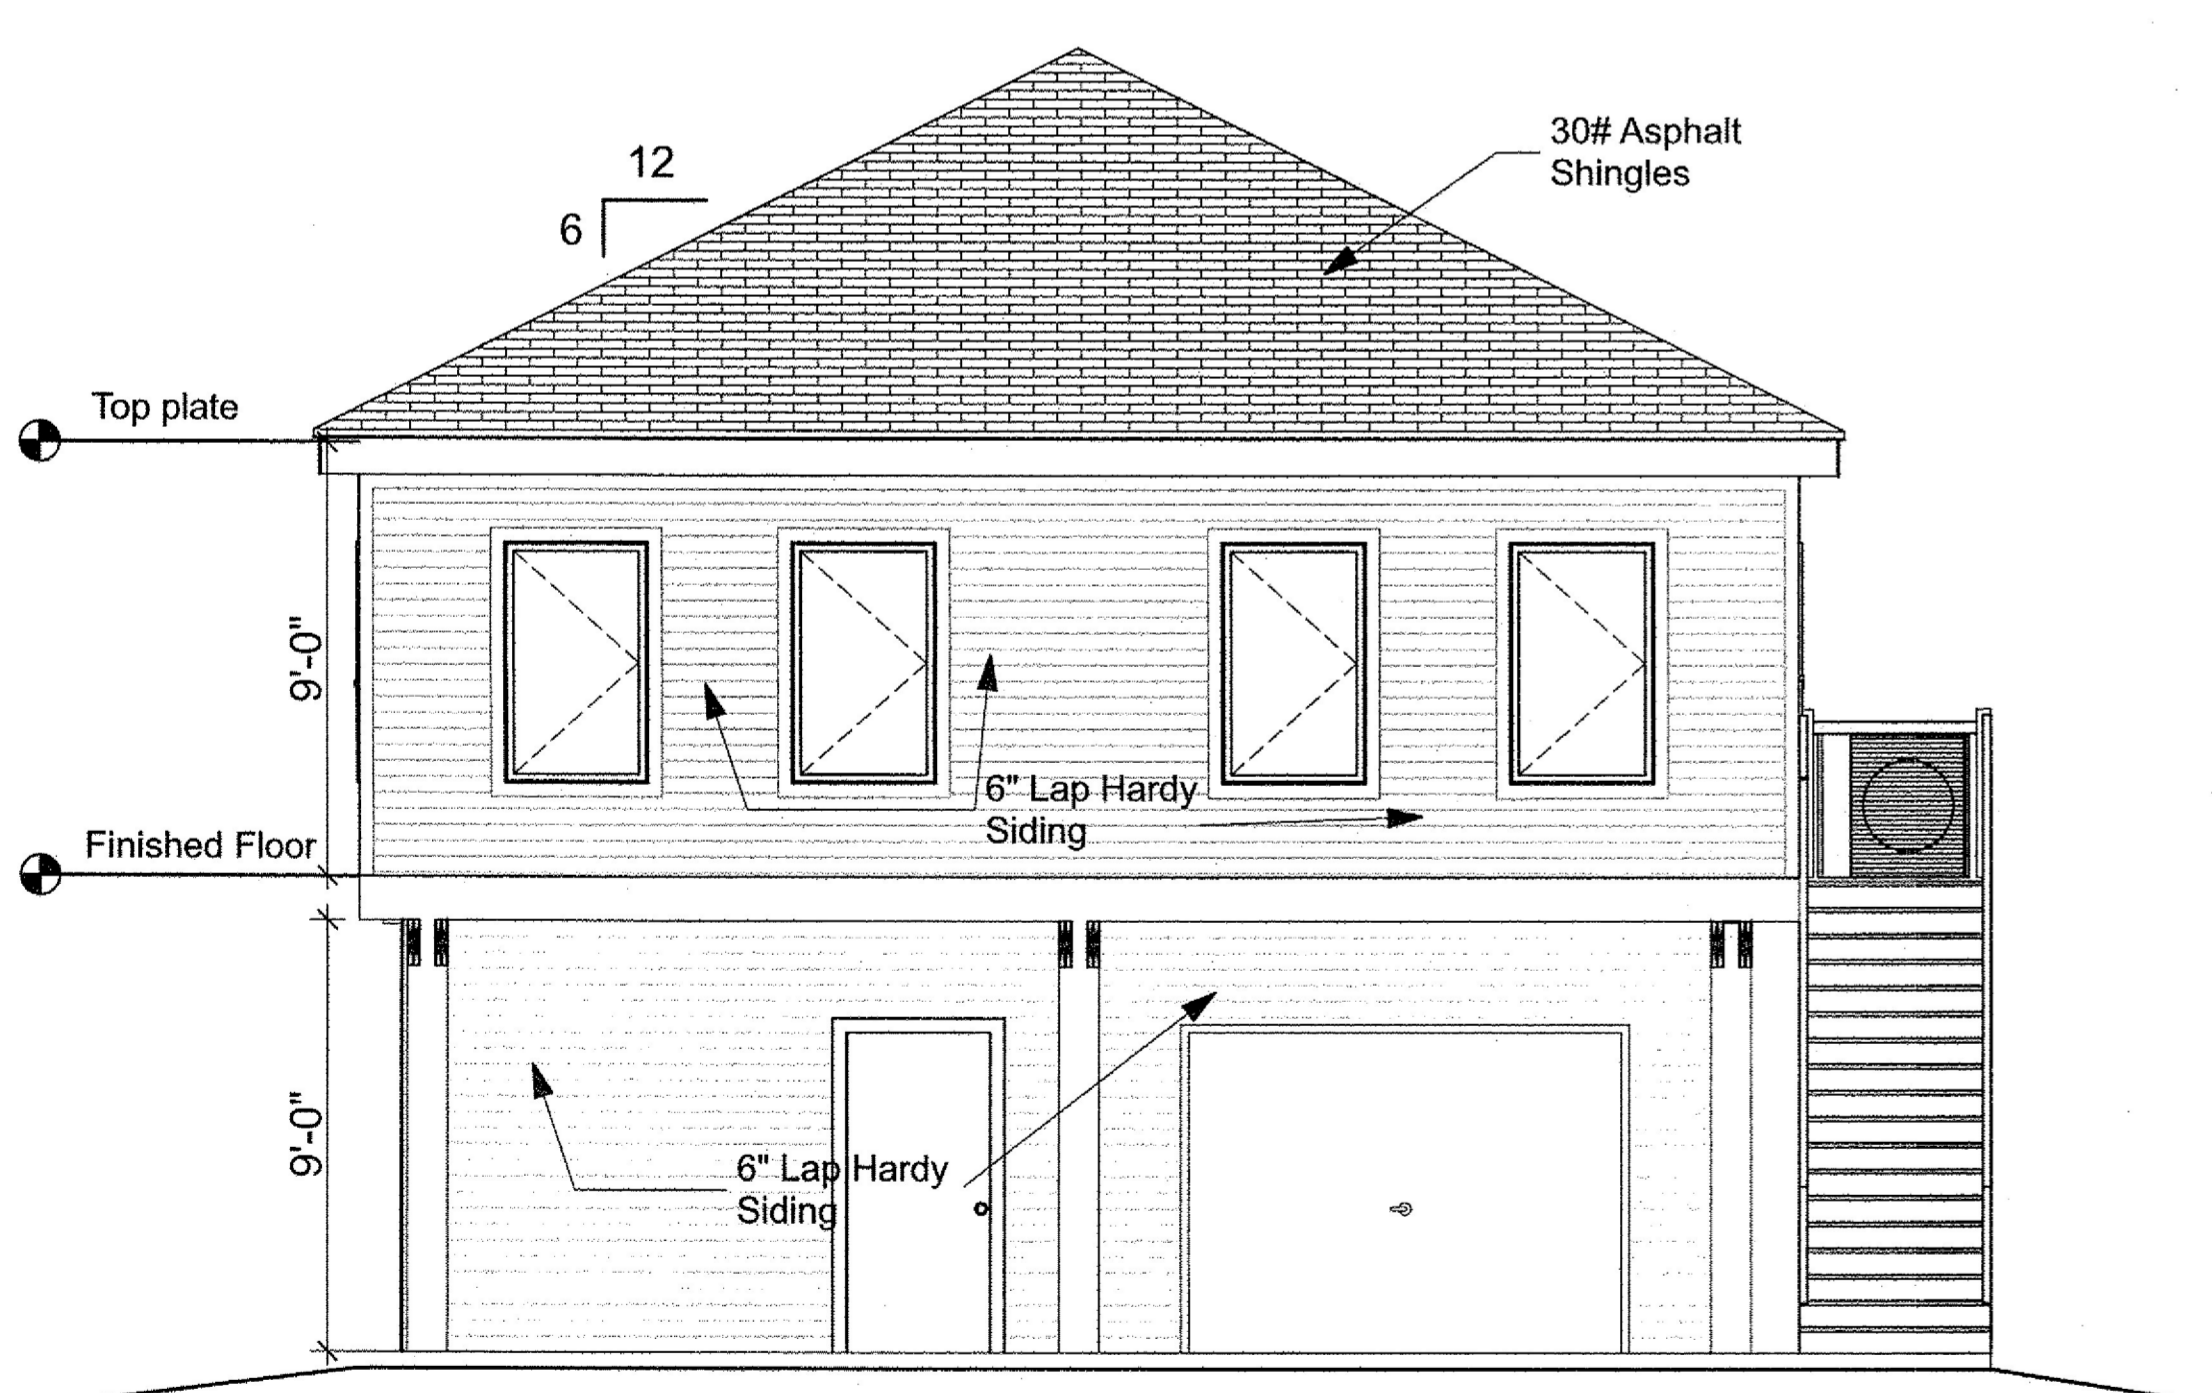 30# Asphalt
Shingles
12
6
Top plate
9'-0"
6" Lap Hardy
Siding
Finished Floor
9'-0"
6" Lap Hardy
Siding